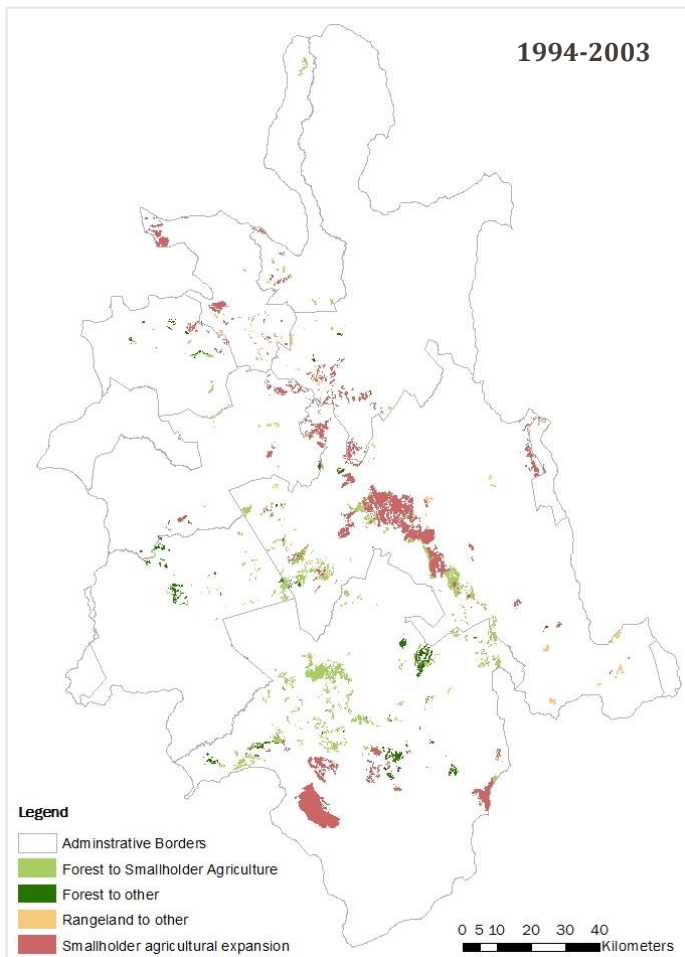 1994-2003
Legend
Adminstrative Borders
Forest to Smallholder Agriculture
Forest to other
Rangeland to other
Smallholder agricultural expansion
0 5 10 20 30 40
Kilometers